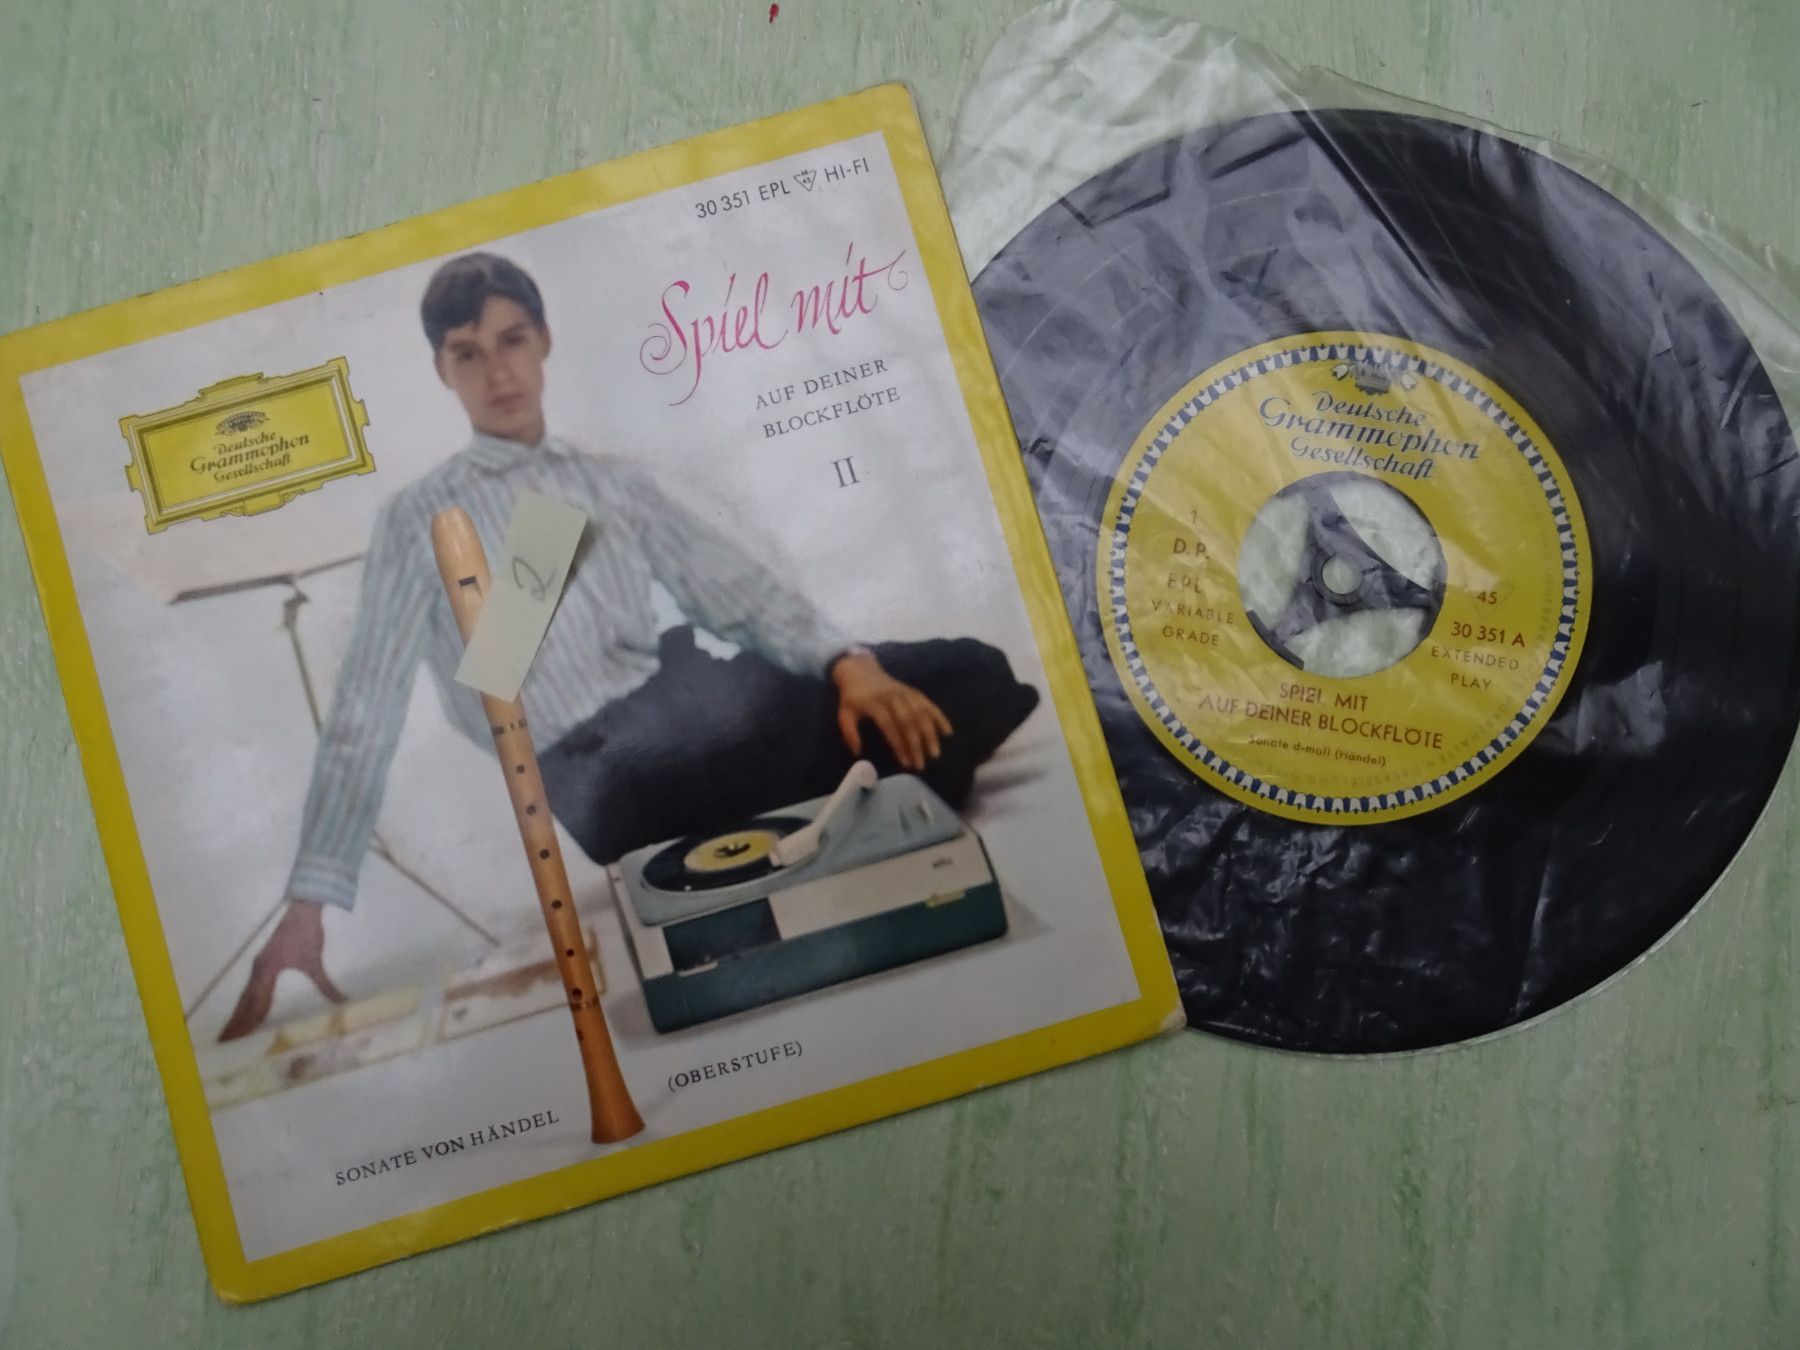 30 351 EPL M 45 HI-FI
Spiel mit
AUF DEINER
BLOCKFLÖTE
II
Deutsche
Grammophon
Gesellschaft
2
SONATE VON HÄNDEL
(OBERSTUFE)
Deutsche
Grammophon
Gesellschaft
1
D. P.
EPL
VARIABLE
GRADE
45
30 351 A
EXTENDED
PLAY
SPIEL MIT
AUF DEINER BLOCKFLÖTE
Sonate d-moll (Händel)